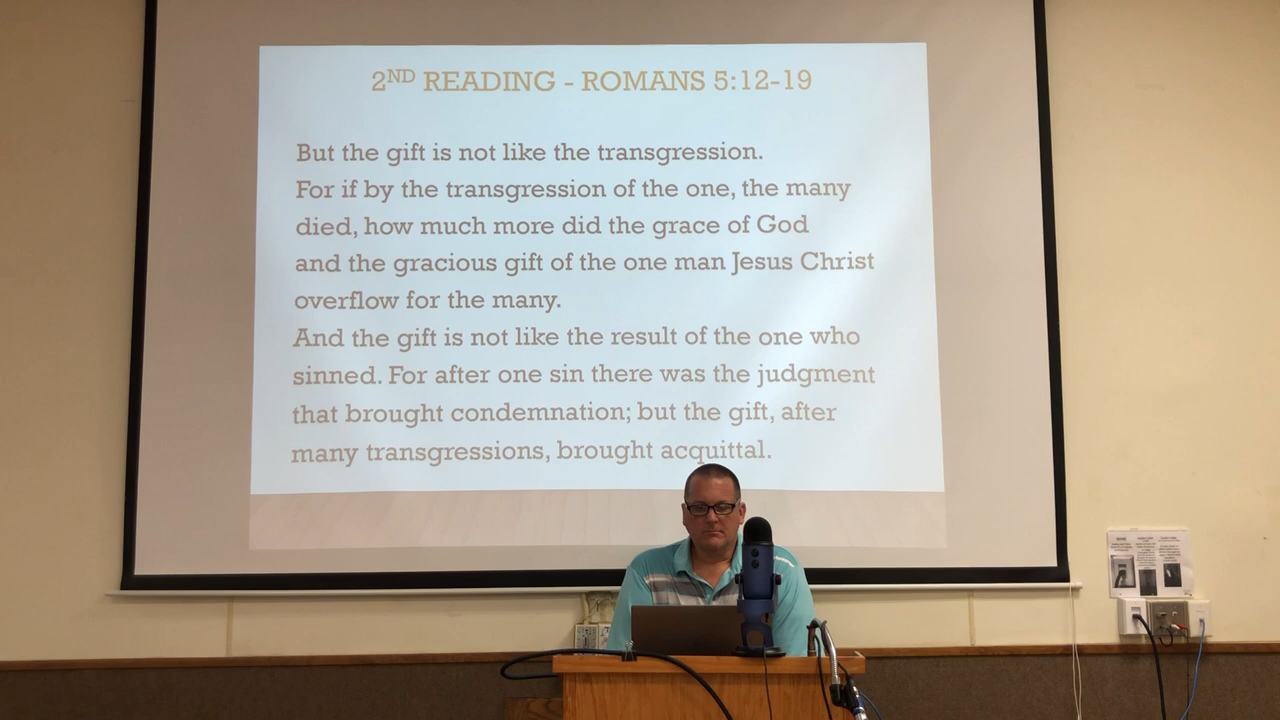 2ND READING - ROMANS 5:12-19
But the gift is not like the transgression.
For if by the transgression of the one, the many
died, how much more did the grace of God
and the gracious gift of the one man Jesus Christ
overflow for the many.
And the gift is not like the result of the one who
sinned. For after one sin there was the judgment
that brought condemnation; but the gift, after
many transgressions, brought acquittal.